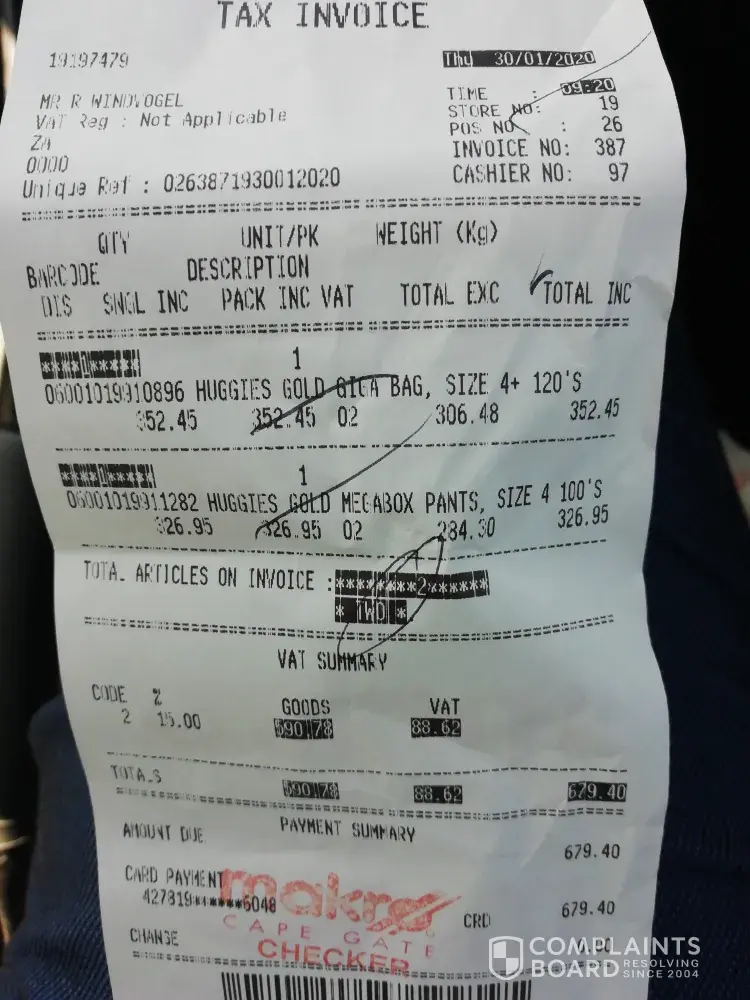 TAX INVOICE
19197479 Thu 30/01/2020
TIME : 09:20
MR R WINDVOGEL STORE NO: 19
VAT Reg : Not Applicable POS NO : 26
ZA INVOICE NO: 387
0000 CASHIER NO: 97
Unique Ref : 0263871930012020
QTY UNIT/PK WEIGHT (Kg)
BARCODE DESCRIPTION
DIS SNGL INC PACK INC VAT TOTAL EXC TOTAL INC
****1****** 1
06001019910896 HUGGIES GOLD GIGA BAG, SIZE 4+ 120'S
352.45 352.45 02 306.48 352.45
****1****** 1
06001019911282 HUGGIES GOLD MEGABOX PANTS, SIZE 4 100'S
326.95 326.95 02 284.30 326.95
TOTAL ARTICLES ON INVOICE :*********2******
* TWO *
VAT SUMMARY
CODE % GOODS VAT
2 15.00 590.78 88.62
TOTALS 590.78 88.62 679.40
PAYMENT SUMMARY
AMOUNT DUE 679.40
CARD PAYMENT
427819******6048 CRD 679.40
CHANGE 0.00
makro
CAPE GATE
CHECKER
COMPLAINTS
BOARD RESOLVING
SINCE 2004